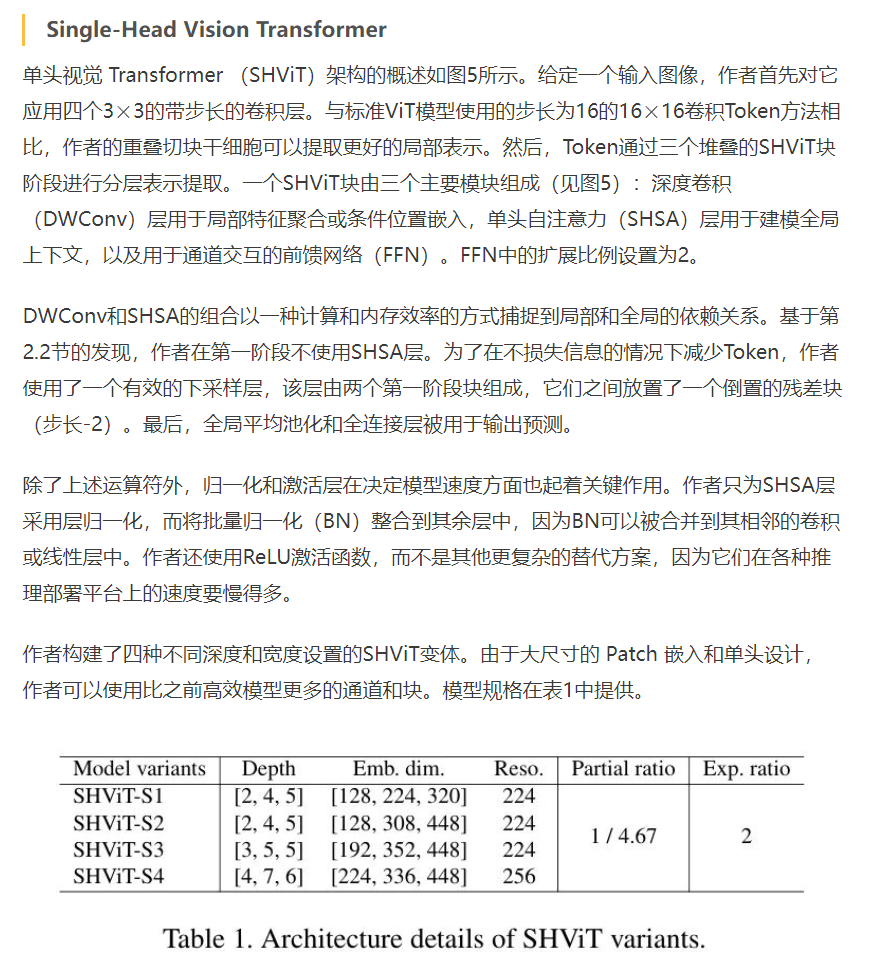 Single-Head Vision Transformer
单头视觉 Transformer （SHViT）架构的概述如图5所示。给定一个输入图像，作者首先对它
应用四个3×3的带步长的卷积层。与标准ViT模型使用的步长为16的16×16卷积Token方法相
比，作者的重叠切块干细胞可以提取更好的局部表示。然后，Token通过三个堆叠的SHViT块
阶段进行分层表示提取。一个SHViT块由三个主要模块组成（见图5）：深度卷积
（DWConv）层用于局部特征聚合或条件位置嵌入，单头自注意力（SHSA）层用于建模全局
上下文，以及用于通道交互的前馈网络（FFN）。FFN中的扩展比例设置为2。
DWConv和SHSA的组合以一种计算和内存效率的方式捕捉到局部和全局的依赖关系。基于第
2.2节的发现，作者在第一阶段不使用SHSA层。为了在不损失信息的情况下减少Token，作者
使用了一个有效的下采样层，该层由两个第一阶段块组成，它们之间放置了一个倒置的残差块
（步长-2）。最后，全局平均池化和全连接层被用于输出预测。
除了上述运算符外，归一化和激活层在决定模型速度方面也起着关键作用。作者只为SHSA层
采用层归一化，而将批量归一化（BN）整合到其余层中，因为BN可以被合并到其相邻的卷积
或线性层中。作者还使用ReLU激活函数，而不是其他更复杂的替代方案，因为它们在各种推
理部署平台上的速度要慢得多。
作者构建了四种不同深度和宽度设置的SHViT变体。由于大尺寸的 Patch 嵌入和单头设计，
作者可以使用比之前高效模型更多的通道和块。模型规格在表1中提供。
Model variants Depth Emb. dim. Reso. Partial ratio Exp. ratio
SHViT-S1 [2, 4, 5] [128, 224, 320] 224
SHViT-S2 [2, 4, 5] [128, 308, 448] 224
1 / 4.67 2
SHViT-S3 [3, 5, 5] [192, 352, 448] 224
SHViT-S4 [4, 7, 6] [224, 336, 448] 256
Table 1. Architecture details of SHViT variants.